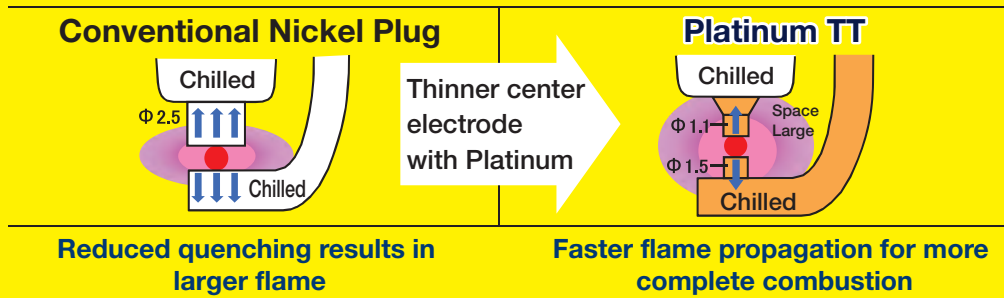 Conventional Nickel Plug
Chilled
Φ 2.5
Chilled
Thinner center
electrode
with Platinum
Platinum TT
Chilled
Space
Large
Φ 1.1
Φ 1.5
Chilled
Reduced quenching results in
larger flame
Faster flame propagation for more
complete combustion